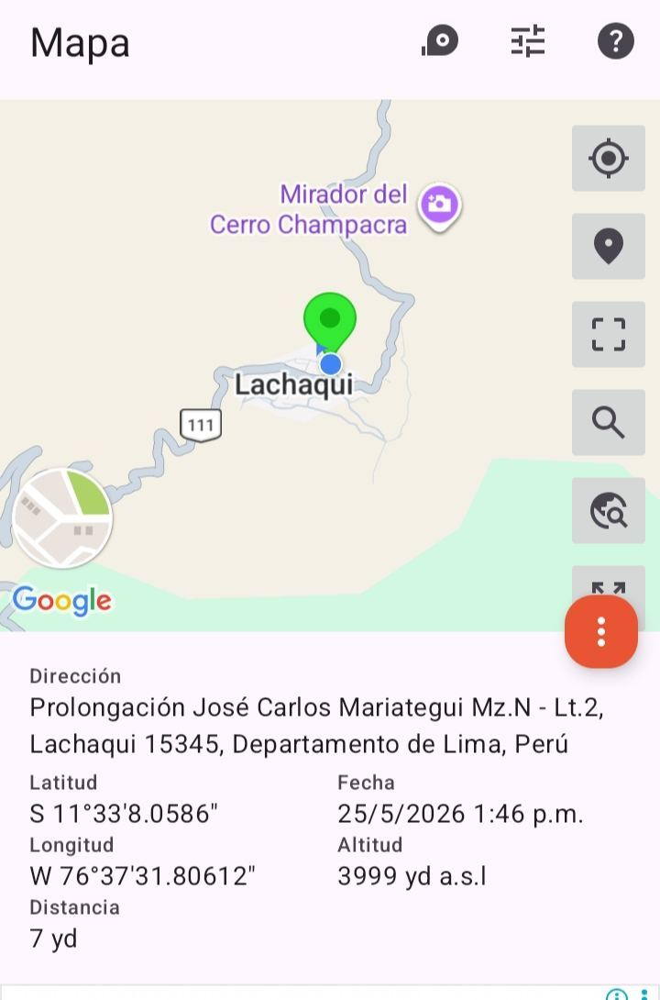 Mapa
Mirador del
Cerro Champacra
Lachaqui
111
Google
Dirección
Prolongación José Carlos Mariategui Mz.N - Lt.2,
Lachaqui 15345, Departamento de Lima, Perú
Latitud
S 11°33'8.0586"
Fecha
25/5/2026 1:46 p.m.
Longitud
W 76°37'31.80612"
Altitud
3999 yd a.s.l
Distancia
7 yd